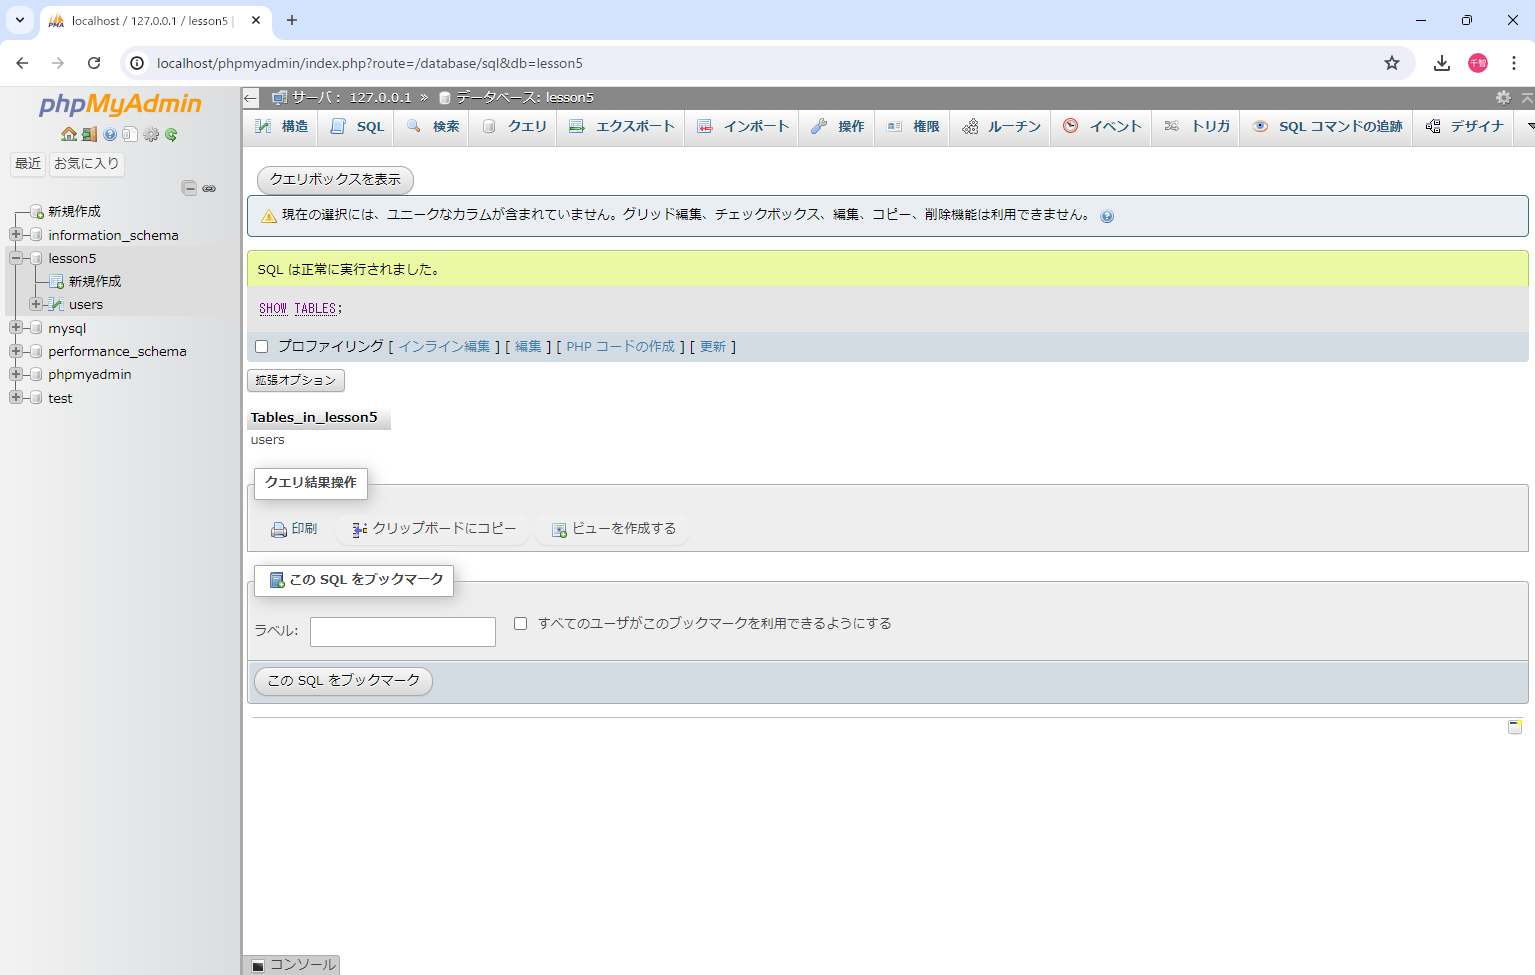 localhost / 127.0.0.1 / lesson5 |
localhost/phpmyadmin/index.php?route=/database/sql&db=lesson5
千智
phpMyAdmin
最近 お気に入り
新規作成
information_schema
lesson5
新規作成
users
mysql
performance_schema
phpmyadmin
test
サーバ: 127.0.0.1 » データベース: lesson5
構造 SQL 検索 クエリ エクスポート インポート 操作 権限 ルーチン イベント トリガ SQL コマンドの追跡 デザイナ
クエリボックスを表示
現在の選択には、ユニークなカラムが含まれていません。グリッド編集、チェックボックス、編集、コピー、削除機能は利用できません。
SQL は正常に実行されました。
SHOW TABLES;
プロファイリング [ インライン編集 ] [ 編集 ] [ PHP コードの作成 ] [ 更新 ]
拡張オプション
Tables_in_lesson5
users
クエリ結果操作
印刷 クリップボードにコピー ビューを作成する
この SQL をブックマーク
ラベル: すべてのユーザがこのブックマークを利用できるようにする
この SQL をブックマーク
コンソール